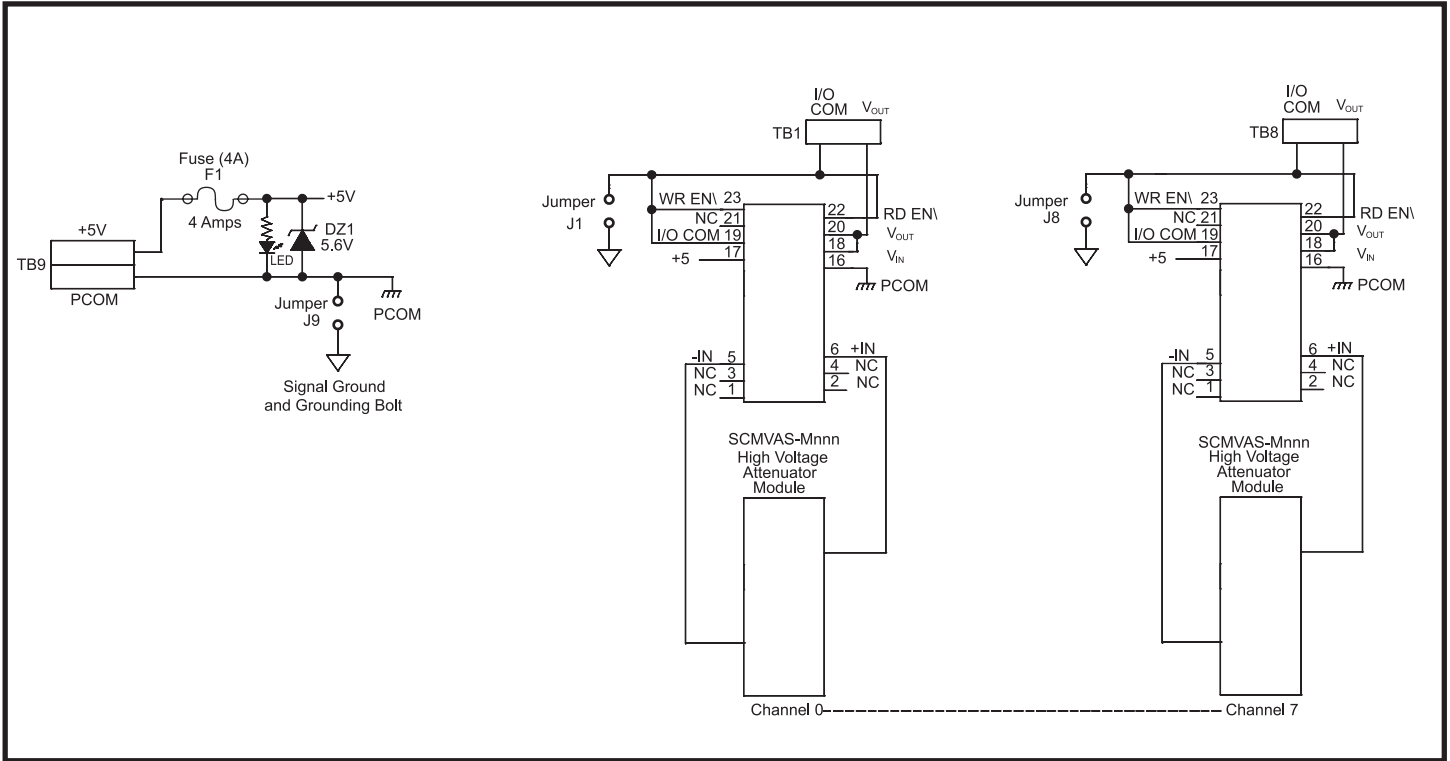 Fuse (4A)
F1
4 Amps
+5V
DZ1
5.6V
LED
+5V
TB9
PCOM
Jumper
J9
PCOM
Signal Ground
and Grounding Bolt
I/O
COM VOUT
TB1
Jumper
J1
WR EN\ 23
NC 21
I/O COM 19
+5 17
22 RD EN\
20 VOUT
18
16 VIN
PCOM
-IN 5
NC 3
NC 1
6 +IN
4 NC
2 NC
SCMVAS-Mnnn
High Voltage
Attenuator
Module
Channel 0
I/O
COM VOUT
TB8
Jumper
J8
WR EN\ 23
NC 21
I/O COM 19
+5 17
22 RD EN\
20 VOUT
18
16 VIN
PCOM
-IN 5
NC 3
NC 1
6 +IN
4 NC
2 NC
SCMVAS-Mnnn
High Voltage
Attenuator
Module
Channel 7